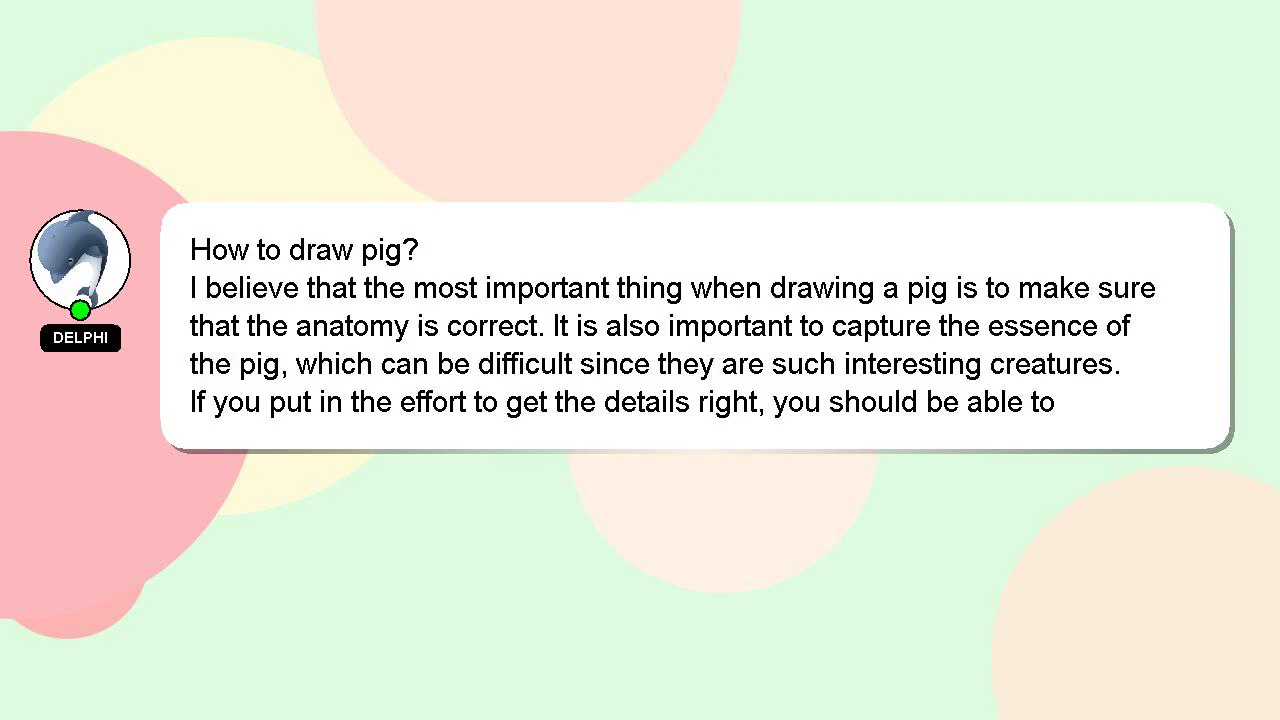 How to draw pig?
I believe that the most important thing when drawing a pig is to make sure
that the anatomy is correct. It is also important to capture the essence of
the pig, which can be difficult since they are such interesting creatures.
If you put in the effort to get the details right, you should be able to
DELPHI